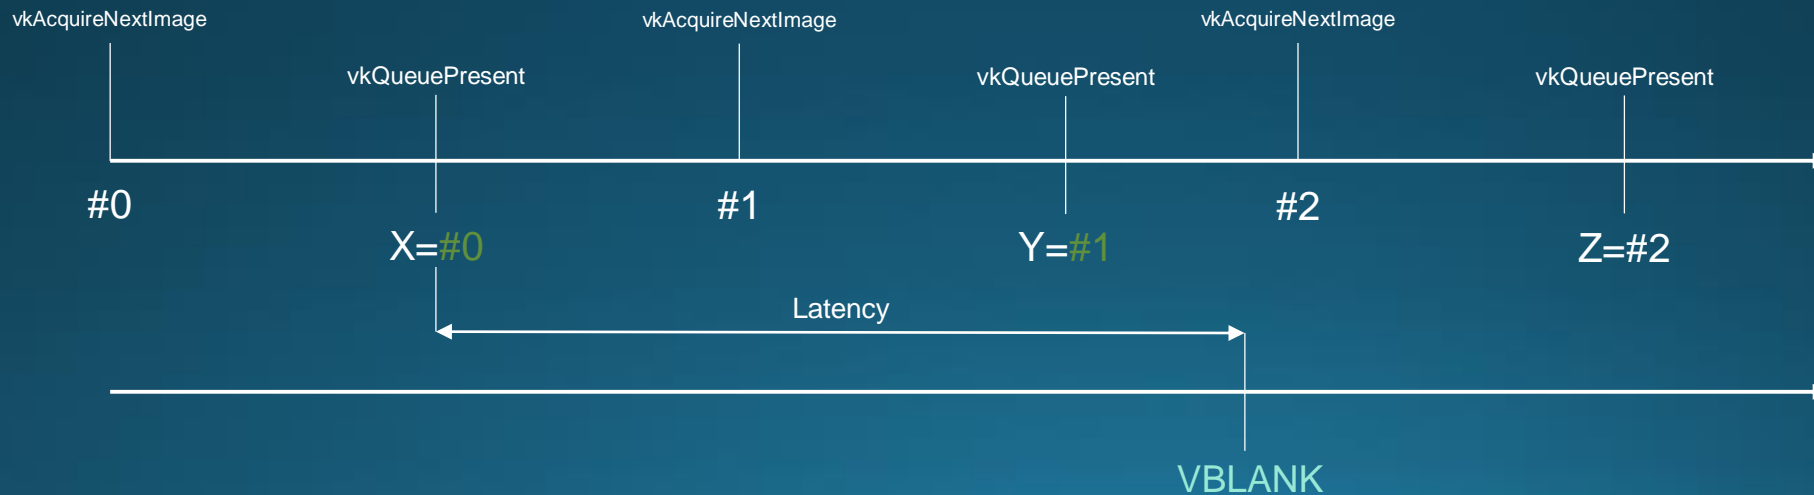 vkAcquireNextImage
vkAcquireNextImage
vkAcquireNextImage
vkQueuePresent
vkQueuePresent
vkQueuePresent
#0
#1
#2
X=#0
Y=#1
Z=#2
Latency
VBLANK